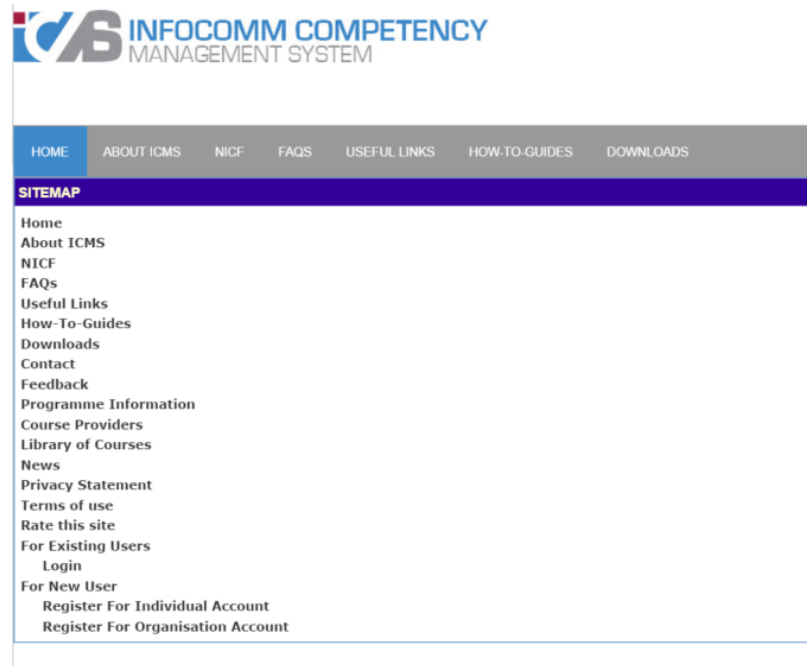 iCMS INFOCOMM COMPETENCY
MANAGEMENT SYSTEM
HOME ABOUT ICMS NICF FAQS USEFUL LINKS HOW-TO-GUIDES DOWNLOADS
SITEMAP
Home
About ICMS
NICF
FAQs
Useful Links
How-To-Guides
Downloads
Contact
Feedback
Programme Information
Course Providers
Library of Courses
News
Privacy Statement
Terms of use
Rate this site
For Existing Users
Login
For New User
Register For Individual Account
Register For Organisation Account